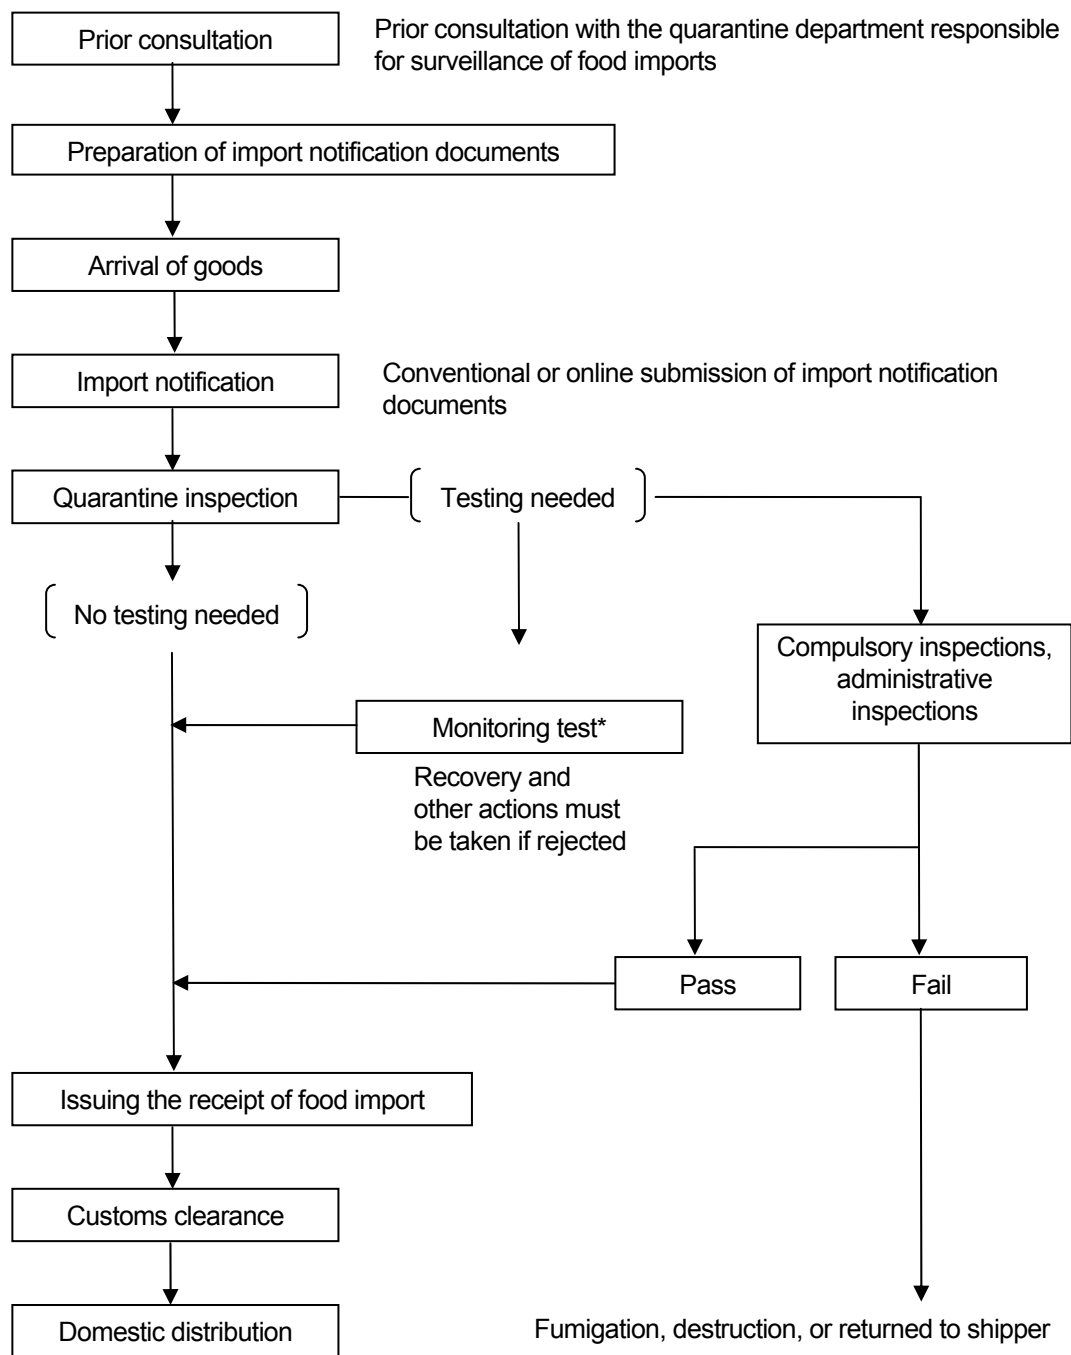 Prior consultation
Prior consultation with the quarantine department responsible
for surveillance of food imports
Preparation of import notification documents
Arrival of goods
Import notification
Conventional or online submission of import notification
documents
Quarantine inspection
Testing needed
No testing needed
Compulsory inspections,
administrative
inspections
Monitoring test*
Recovery and
other actions must
be taken if rejected
Pass
Fail
Issuing the receipt of food import
Customs clearance
Domestic distribution
Fumigation, destruction, or returned to shipper